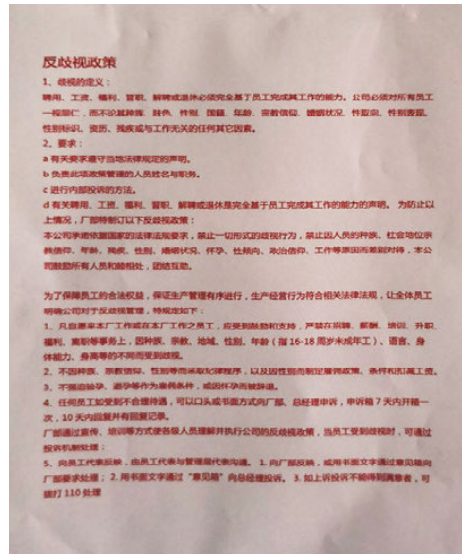 反歧视政策
1、歧视的定义：
聘用、工资、福利、晋职、解聘或退休必须完全基于员工完成其工作的能力。公司必须对所有员工
一视同仁，而不论其种族、肤色、性别、国籍、年龄、宗教信仰、婚姻状况、性取向、性别表现、
性别标识、资历、残疾或与工作无关的任何其它因素。
2、要求：
a 有关要求遵守当地法律规定的声明。
b 负责此项政策管理的人员姓名与职务。
c 进行内部投诉的方法。
d 有关聘用、工资、福利、晋职、解聘或退休是完全基于员工完成其工作的能力的声明。 为防止以
上情况，厂部特制订以下反歧视政策：
本公司承诺依据国家的法律法规要求，禁止一切形式的歧视行为，禁止因人员的种族、社会地位宗
教信仰、年龄、残疾、性别、婚姻状况、怀孕、性倾向、政治信仰、工作等原因而差别对待，本公
司鼓励所有人员和睦相处，团结互助。
为了保障员工的合法权益，保证生产管理有序进行，生产经营行为符合相关法律法规，让全体员工
明确公司对于反歧视管理，特规定如下：
1、凡自愿来本厂工作或在本厂工作之员工，应受到鼓励和支持，严禁在招聘、薪酬、培训、升职、
福利、离职等事务上，因种族、宗教、地域、性别、年龄（指 16-18 周岁未成年工）、语言、身
体能力、身高等的不同而受到歧视。
2、不因种族、宗教信仰、性别等而采取纪律程序，以及因性别而制定雇佣政策、条件和扣减工资。
3、不强迫验孕、避孕等作为雇佣条件，或因怀孕而被辞退。
4、任何员工如受到不合理待遇，可以口头或书面方式向厂部、总经理申诉，申诉箱 7 天内开箱一
次，10 天内回复并有回复记录。
厂部通过宣传、培训等方式使各级人员理解并执行公司的反歧视政策，当员工受到歧视时，可通过
投诉机制处理：
5、向员工代表反映，由员工代表与管理层代表沟通。 1. 向厂部反映，或用书面文字通过意见箱向
厂部要求处理； 2. 用书面文字通过“意见箱”向总经理投诉。 3. 如上诉投诉不能得到满意者，可
拨打 110 处理